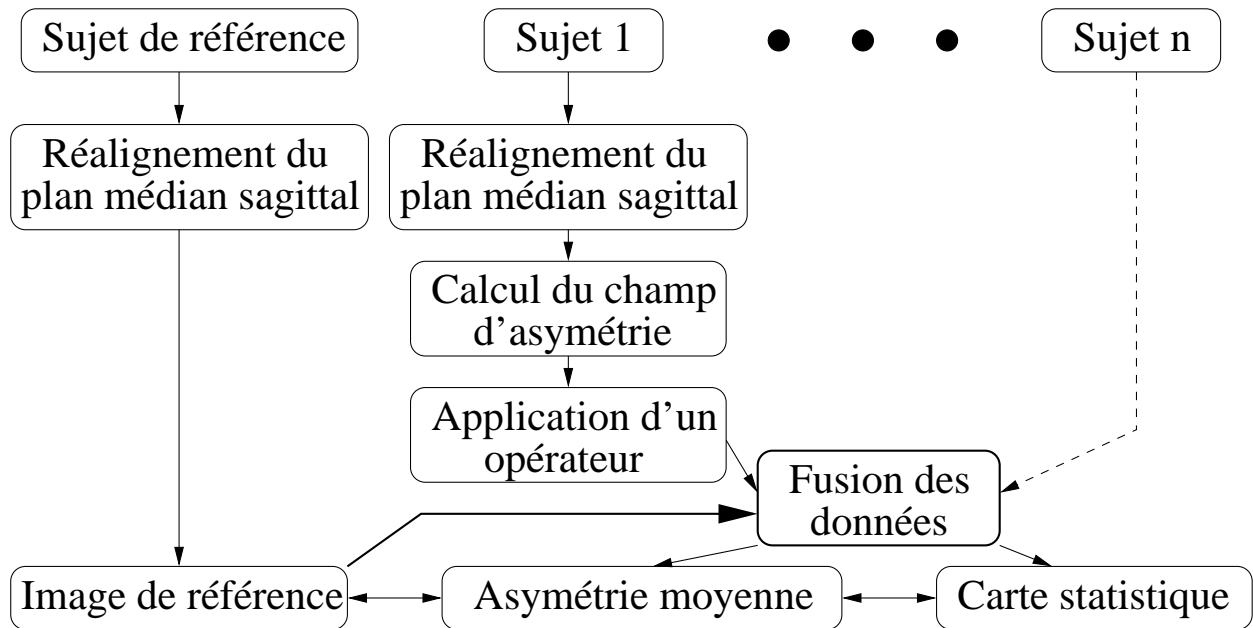 Sujet de référence
Sujet 1
Sujet n
Réalignement du
plan médian sagittal
Réalignement du
plan médian sagittal
Calcul du champ
d'asymétrie
Application d'un
opérateur
Fusion des
données
Image de référence
Asymétrie moyenne
Carte statistique